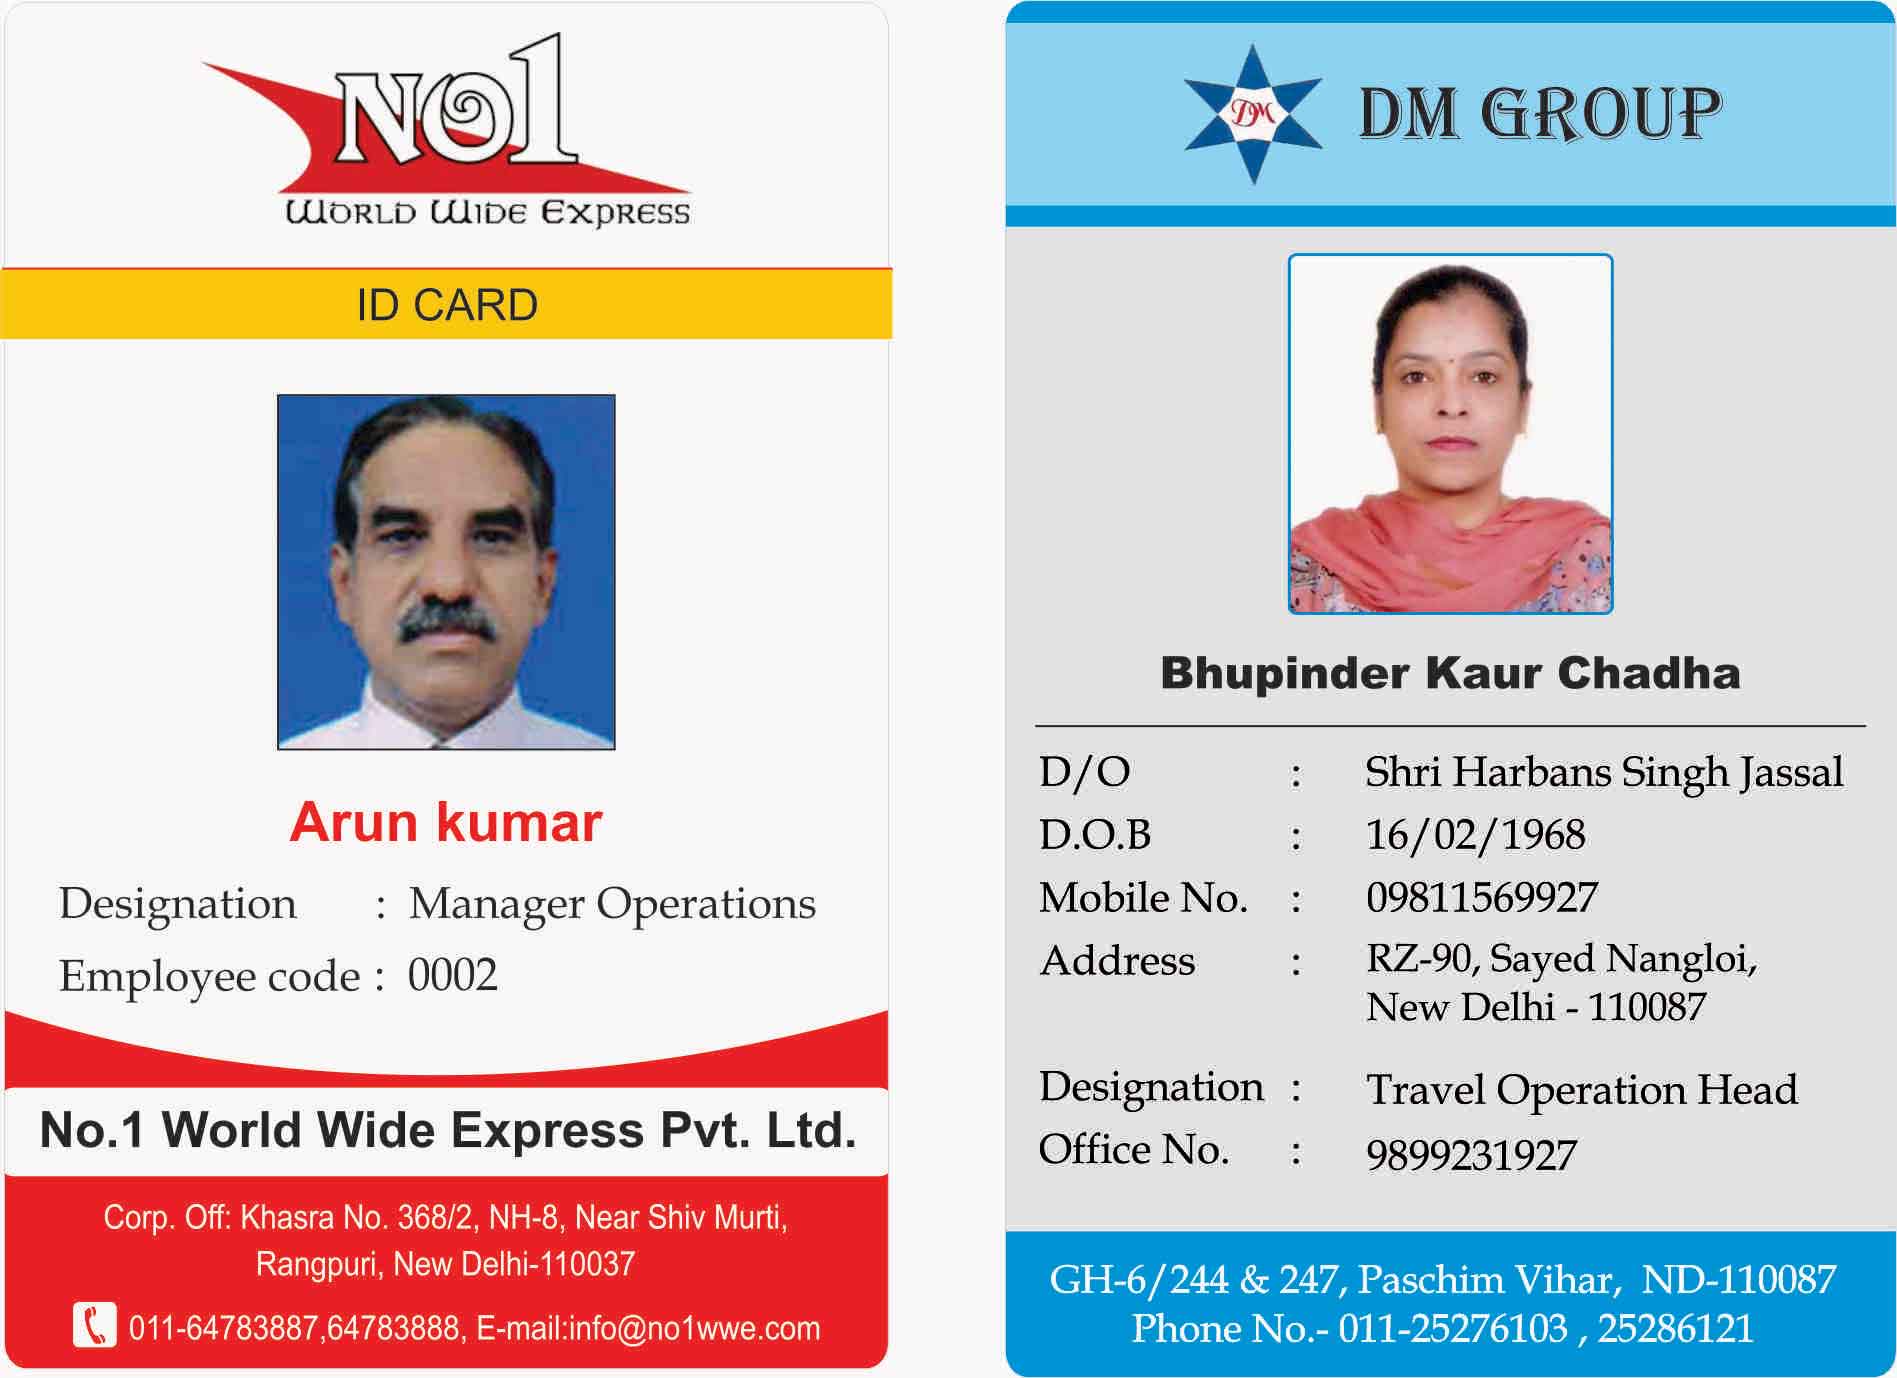 NO1
WORLD WIDE EXPRESS
ID CARD
Arun kumar
Designation : Manager Operations
Employee code : 0002
No.1 World Wide Express Pvt. Ltd.
Corp. Off: Khasra No. 368/2, NH-8, Near Shiv Murti,
Rangpuri, New Delhi-110037
011-64783887,64783888, E-mail:info@no1wwe.com
DM
DM GROUP
Bhupinder Kaur Chadha
D/O : Shri Harbans Singh Jassal
D.O.B : 16/02/1968
Mobile No. : 09811569927
Address : RZ-90, Sayed Nangloi,
New Delhi - 110087
Designation : Travel Operation Head
Office No. : 9899231927
GH-6/244 & 247, Paschim Vihar, ND-110087
Phone No.- 011-25276103 , 25286121